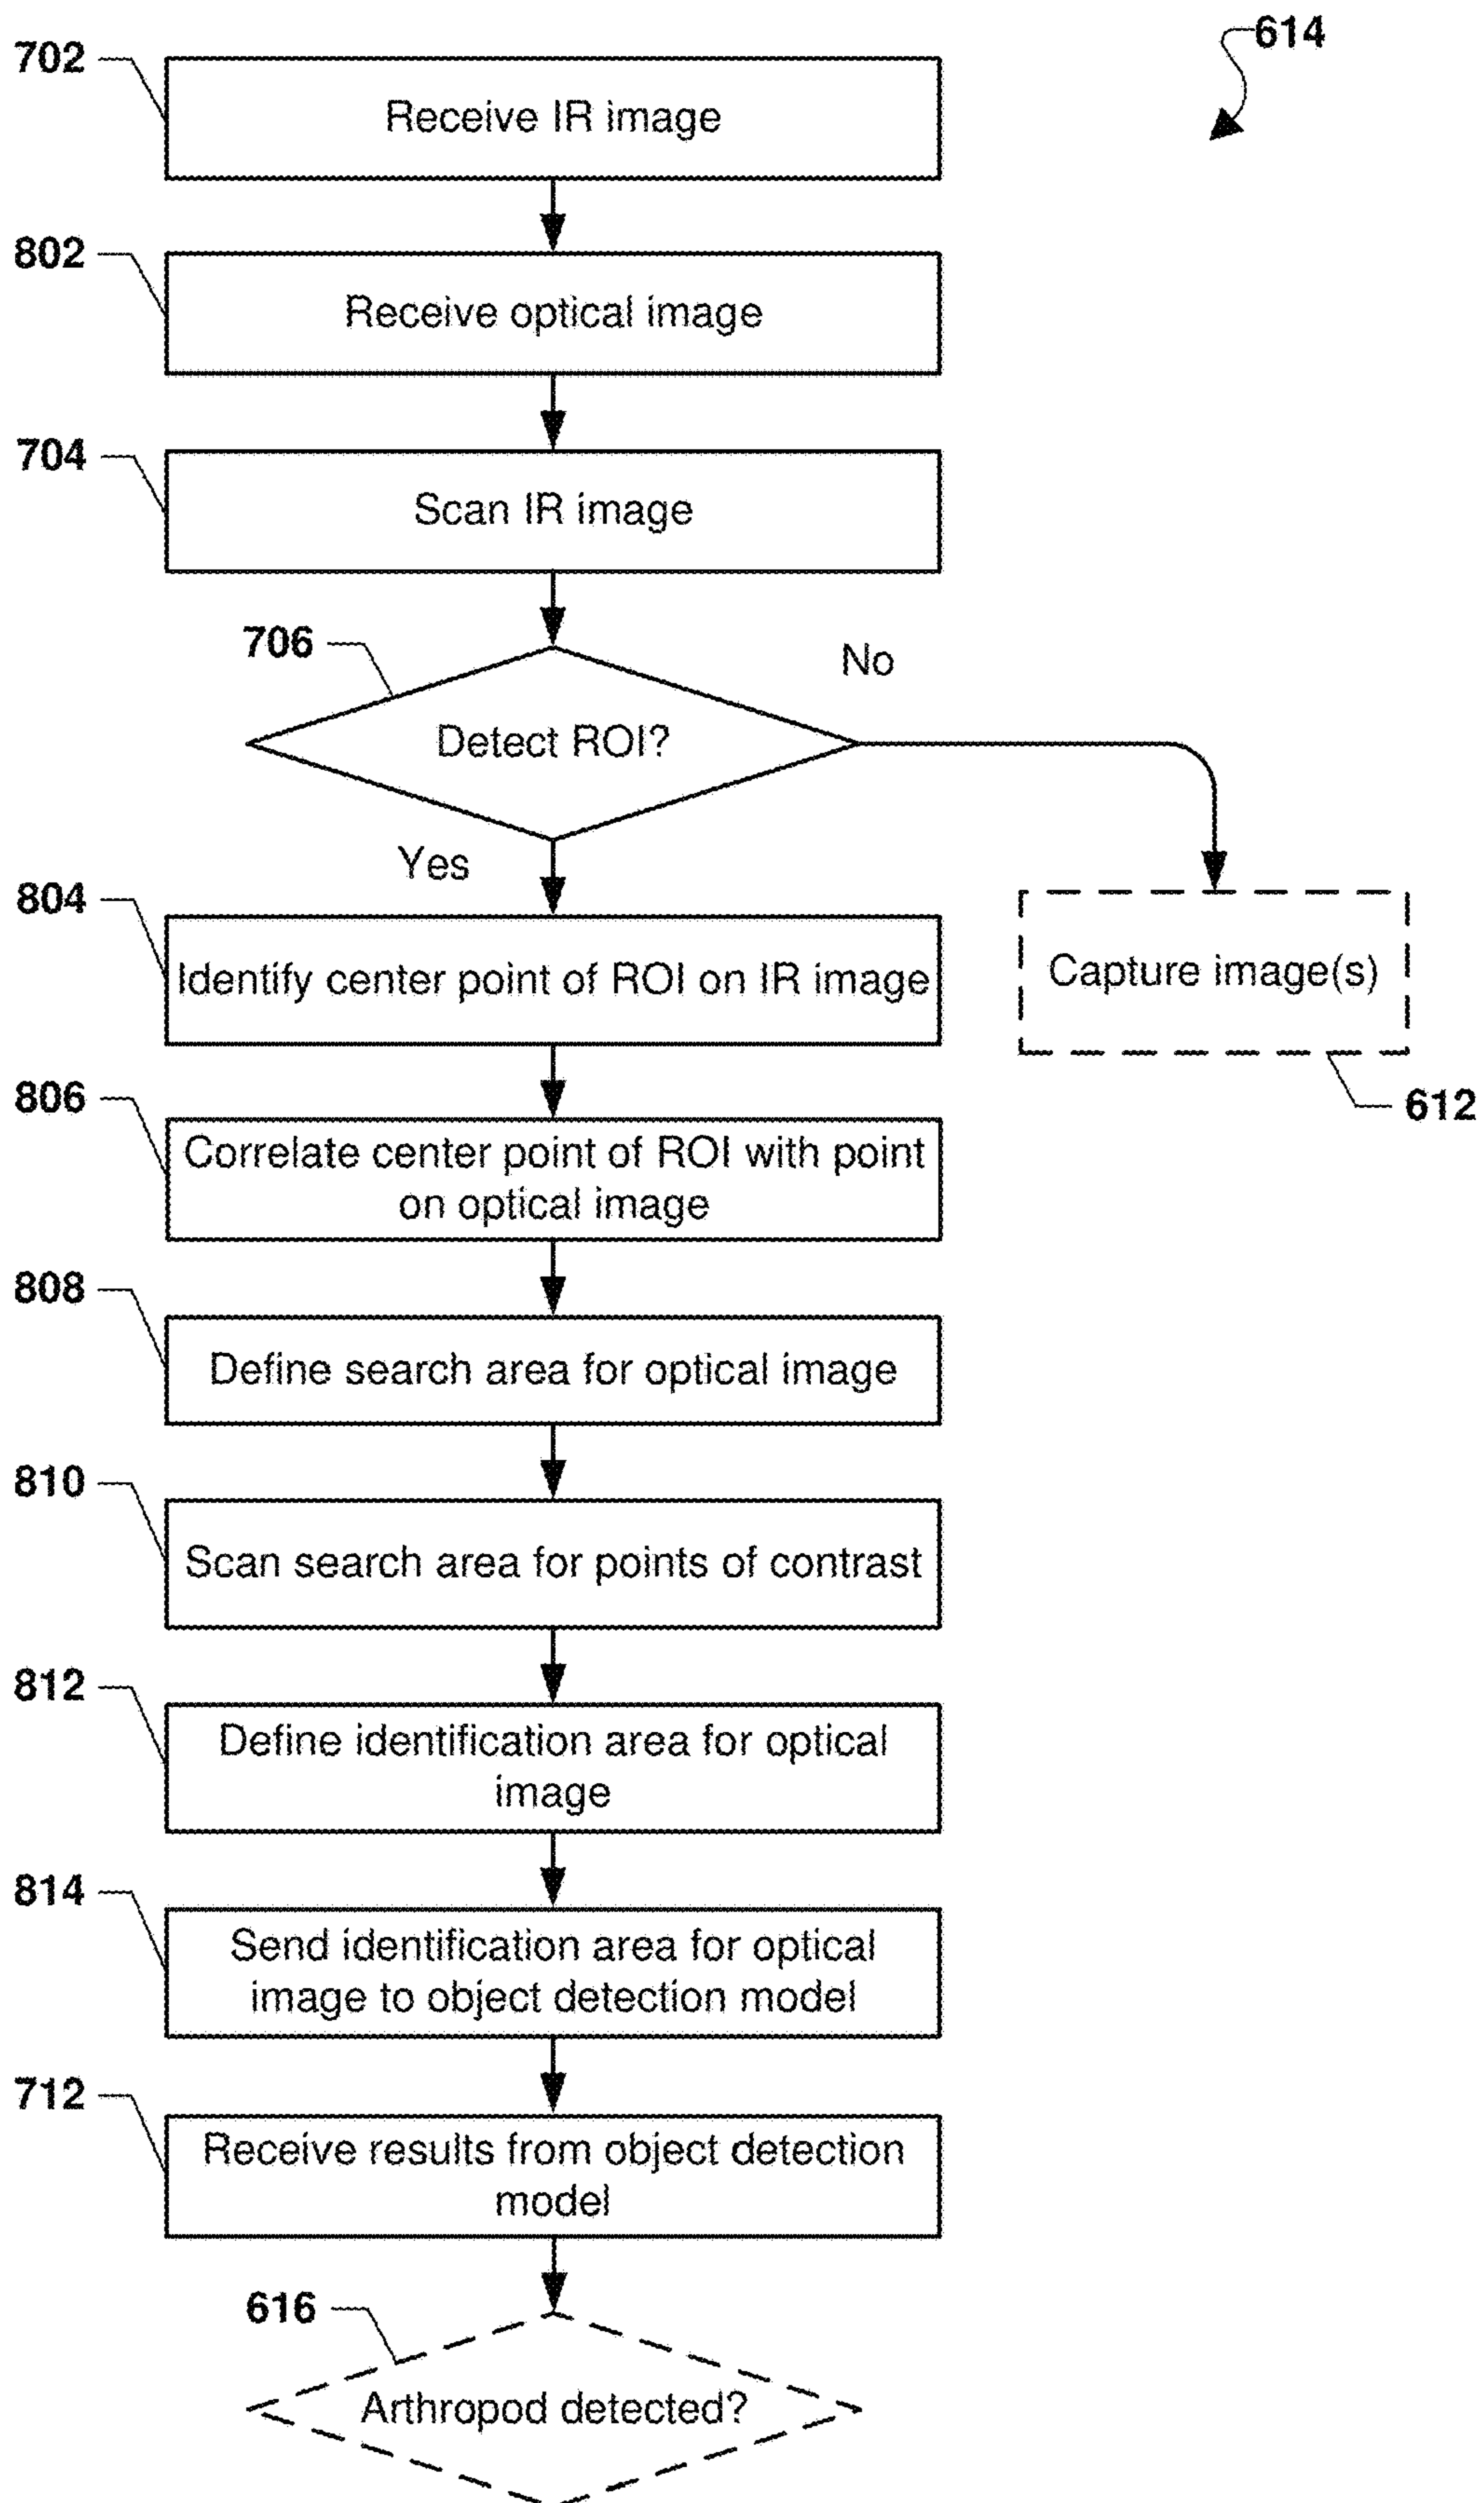 614
702
Receive IR image
802
Receive optical image
704
Scan IR image
706
Detect ROI?
No
Yes
804
Identify center point of ROI on IR image
Capture image(s)
612
806
Correlate center point of ROI with point
on optical image
808
Define search area for optical image
810
Scan search area for points of contrast
812
Define identification area for optical
image
814
Send identification area for optical
image to object detection model
712
Receive results from object detection
model
616
Arthropod detected?